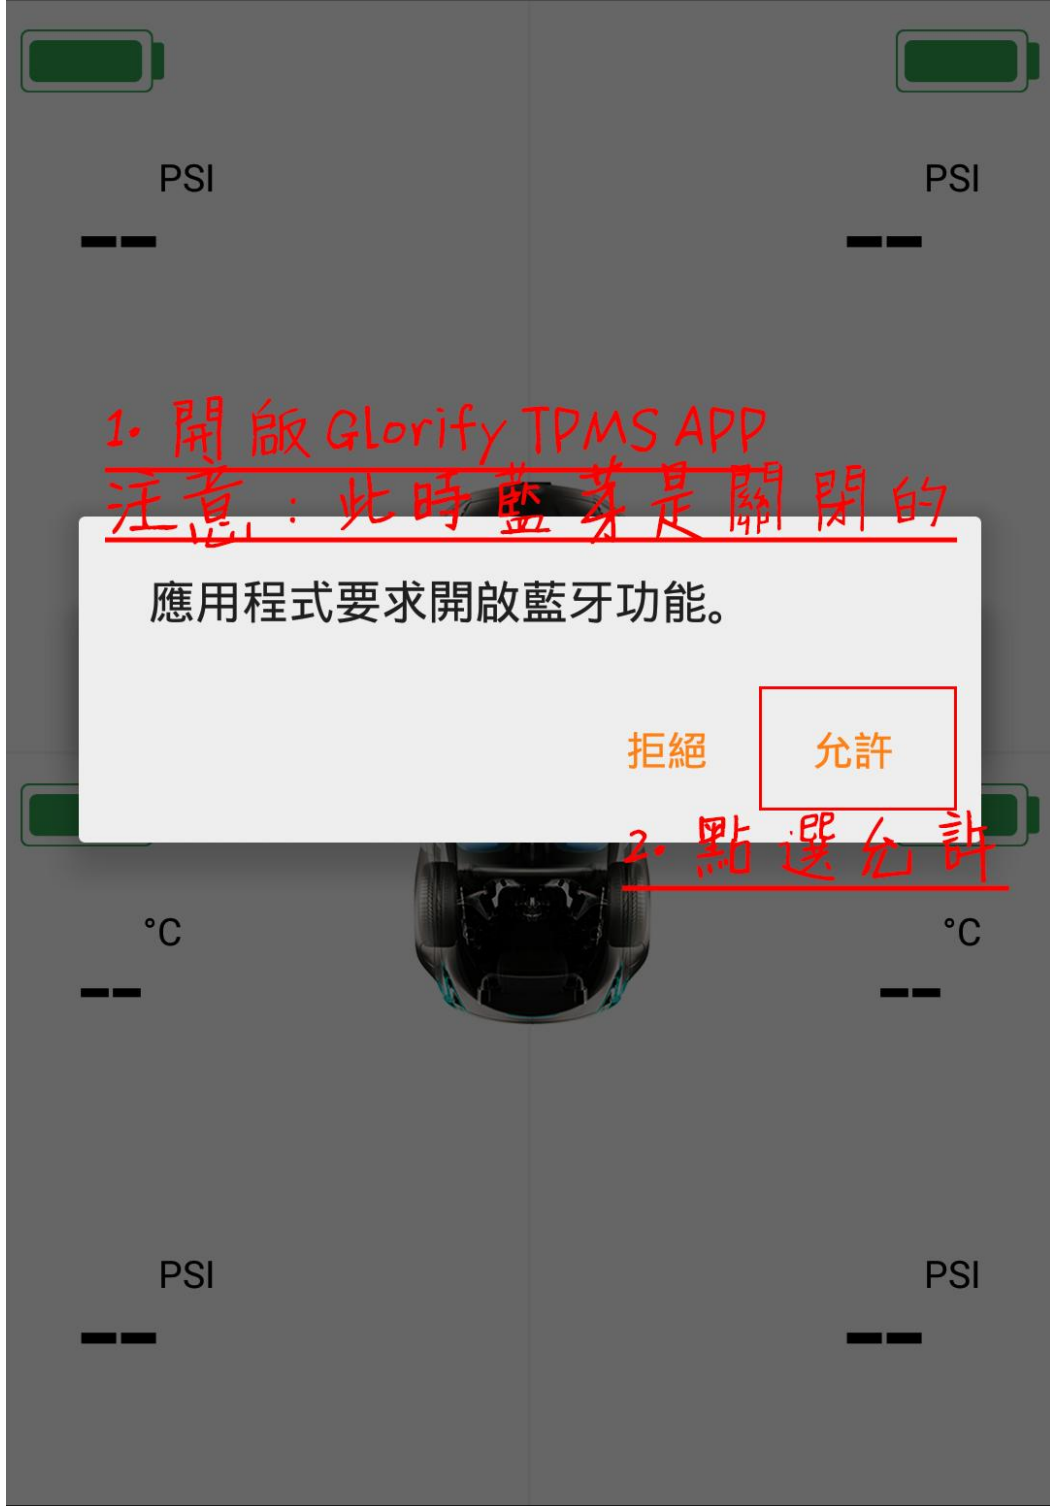 PSI PSI
-- --
1. 開啟 Glorify TPMS APP
注意：此時藍芽是關閉的
應用程式要求開啟藍牙功能。
拒絕 允許
2. 點選允許
°C °C
-- --
PSI PSI
-- --